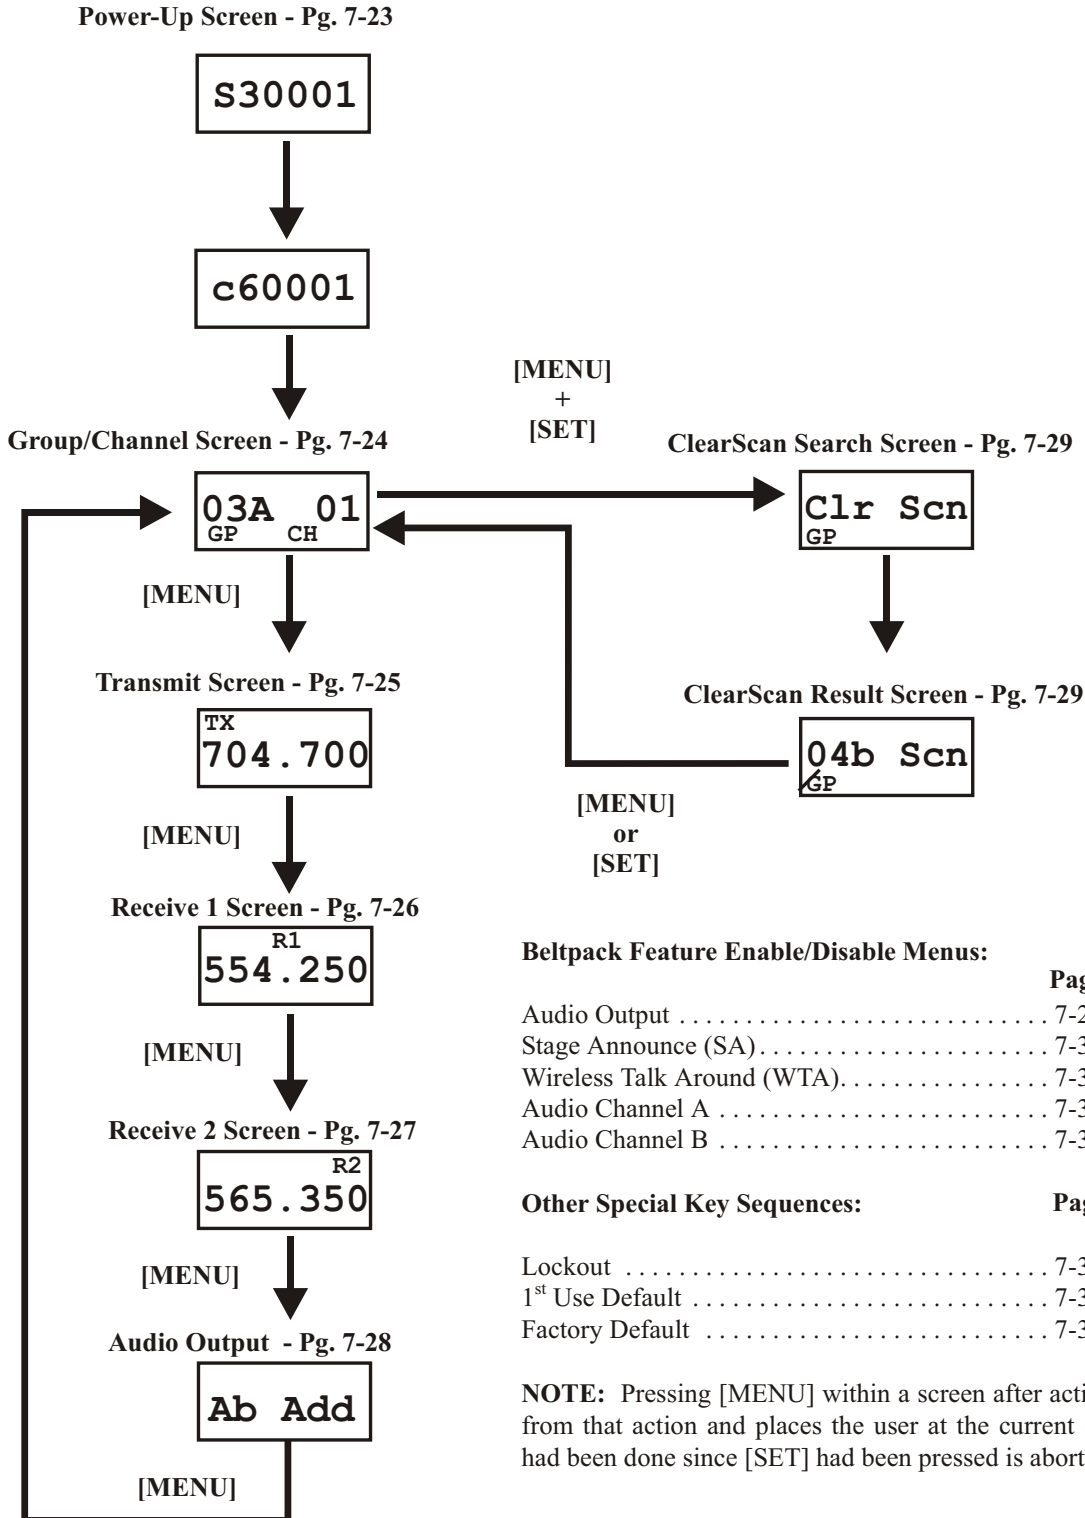 Power-Up Screen - Pg. 7-23
S30001
c60001
[MENU]
+
[SET]
Group/Channel Screen - Pg. 7-24
ClearScan Search Screen - Pg. 7-29
03A 01
GP CH
Clr Scn
GP
[MENU]
Transmit Screen - Pg. 7-25
ClearScan Result Screen - Pg. 7-29
TX
704.700
04b Scn
GP
[MENU]
[MENU]
or
[SET]
Receive 1 Screen - Pg. 7-26
R1
554.250
[MENU]
Receive 2 Screen - Pg. 7-27
R2
565.350
[MENU]
Audio Output - Pg. 7-28
Ab Add
[MENU]
Beltpack Feature Enable/Disable Menus:
Audio Output . . . . . . . . . . . . . . . . . . . . . . . . . . . .
Stage Announce (SA) . . . . . . . . . . . . . . . . . . . . . .
Wireless Talk Around (WTA). . . . . . . . . . . . . . . .
Audio Channel A . . . . . . . . . . . . . . . . . . . . . . . . .
Audio Channel B . . . . . . . . . . . . . . . . . . . . . . . . .
Other Special Key Sequences:
Lockout . . . . . . . . . . . . . . . . . . . . . . . . . . . . . . . .
1st Use Default . . . . . . . . . . . . . . . . . . . . . . . . . . .
Factory Default . . . . . . . . . . . . . . . . . . . . . . . . . .
NOTE: Pressing [MENU] within a screen after
from that action and places the user at the current
had been done since [SET] had been pressed is